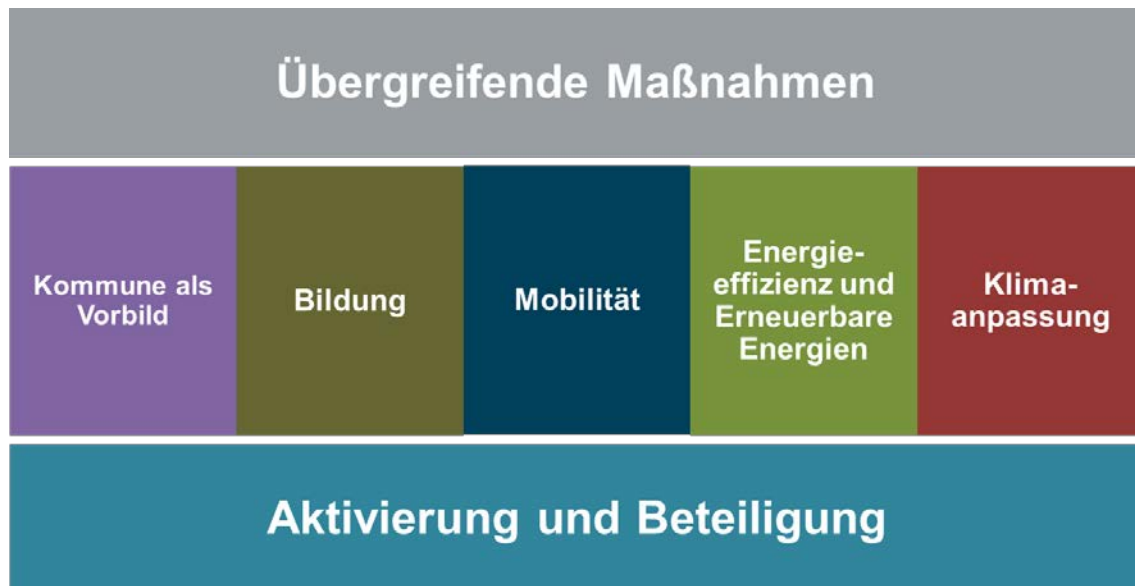 Übergreifende Maßnahmen
Kommune als
Vorbild
Bildung
Mobilität
Energie-
effizienz und
Erneuerbare
Energien
Klima-
anpassung
Aktivierung und Beteiligung